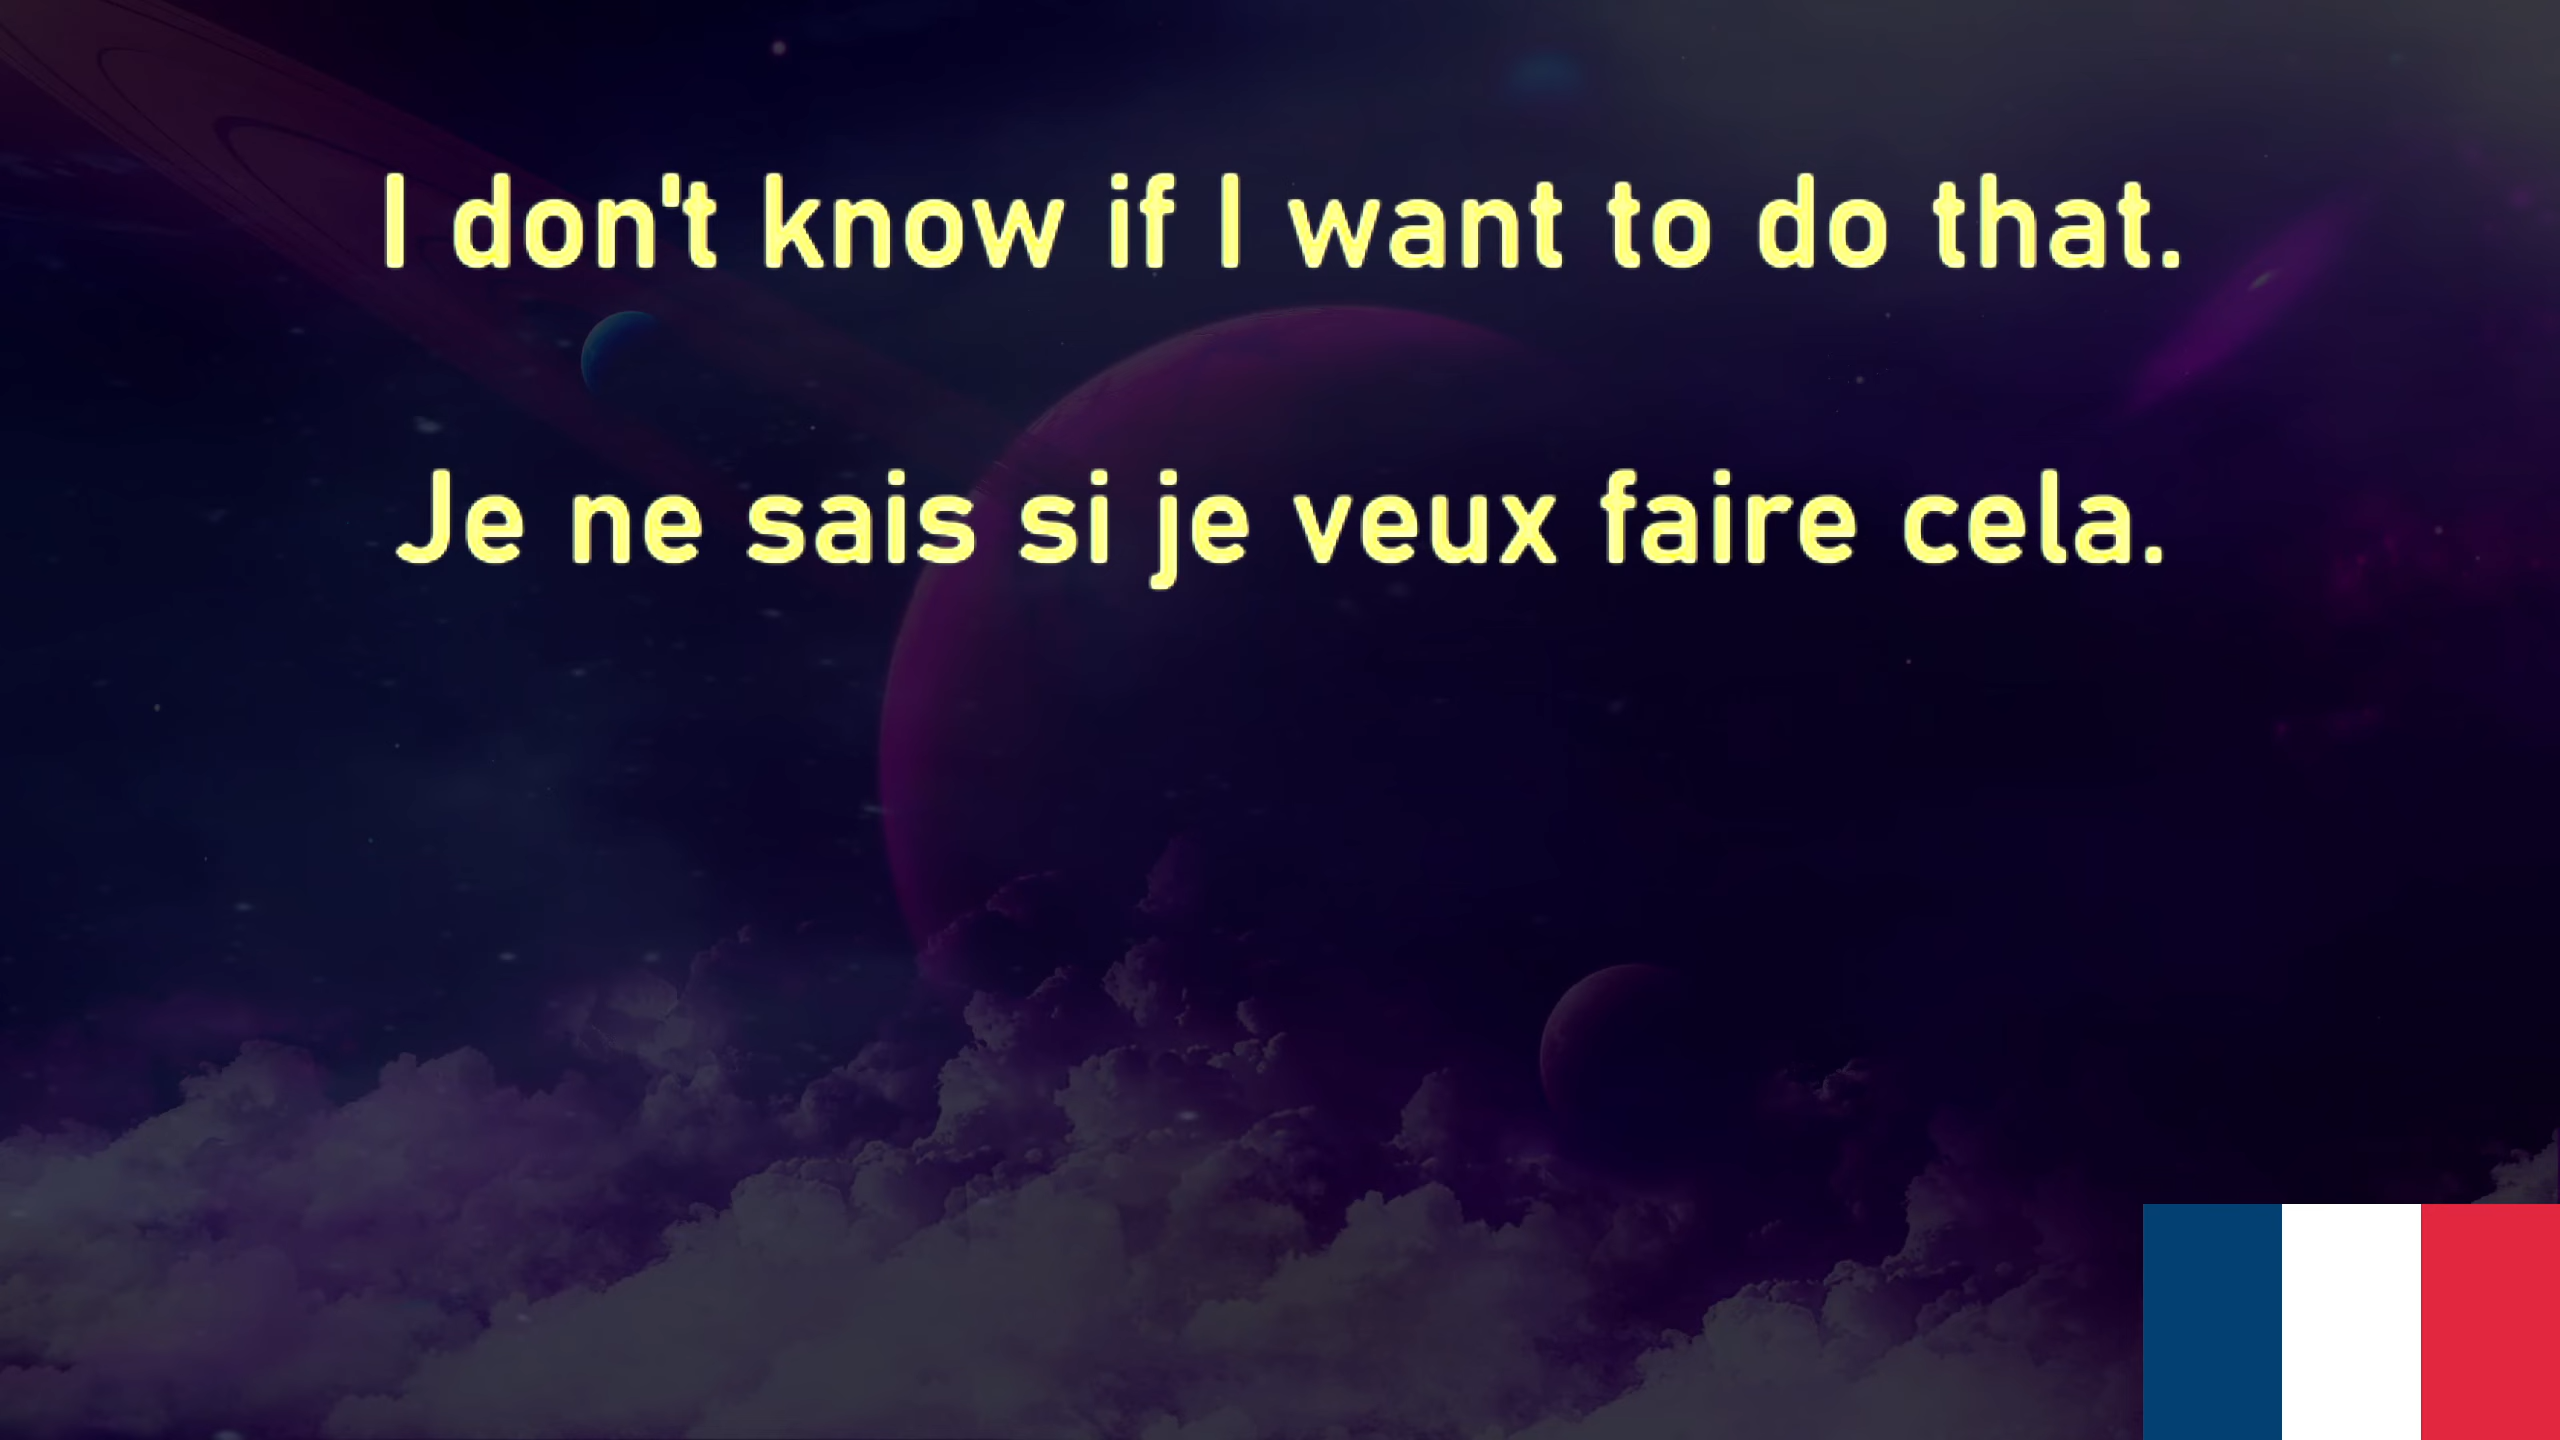 I don't know if I want to do that.
Je ne sais si je veux faire cela.